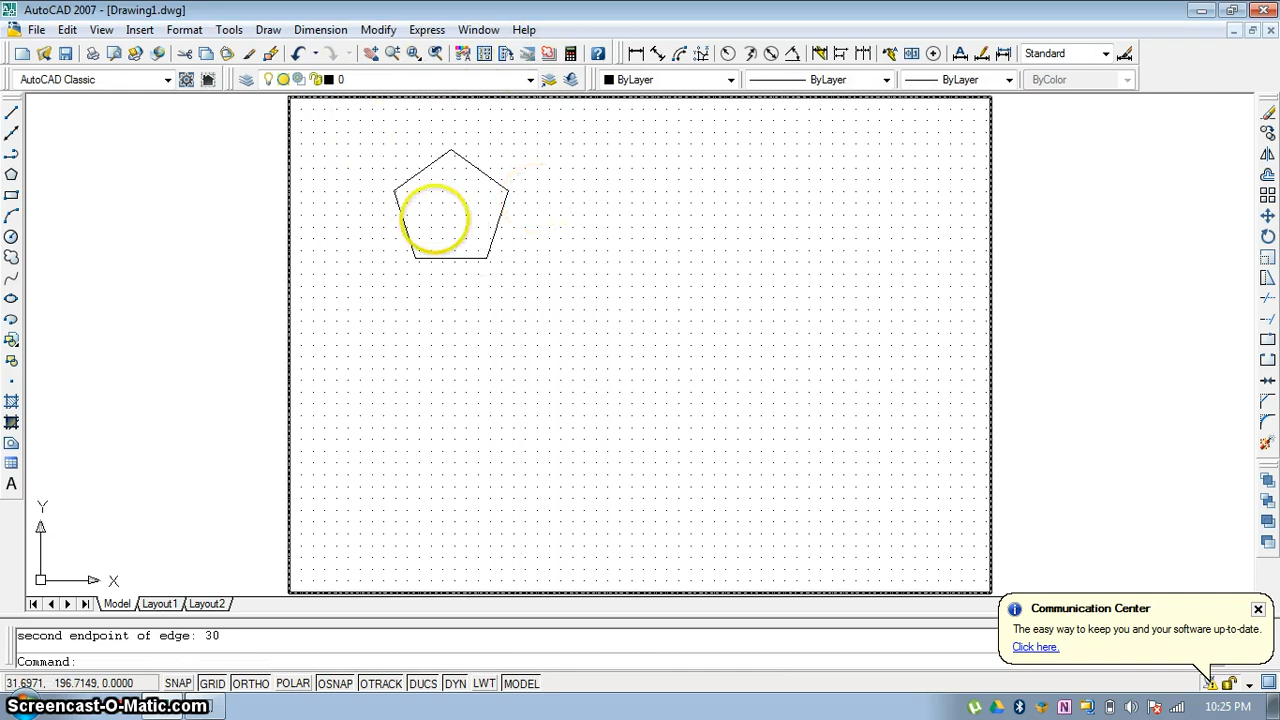 AutoCAD 2007 - [Drawing1.dwg]
File Edit View Insert Format Tools Draw Dimension Modify Express Window Help
Standard
AutoCAD Classic 0 ByLayer ByLayer ByLayer ByColor
A
Y
X
Model Layout1 Layout2
second endpoint of edge: 30
Command:
Communication Center
The easy way to keep you and your software up-to-date.
Click here.
31.6971, 196.7149, 0.0000 SNAP GRID ORTHO POLAR OSNAP OTRACK DUCS DYN LWT MODEL
Screencast-O-Matic.com
10:25 PM